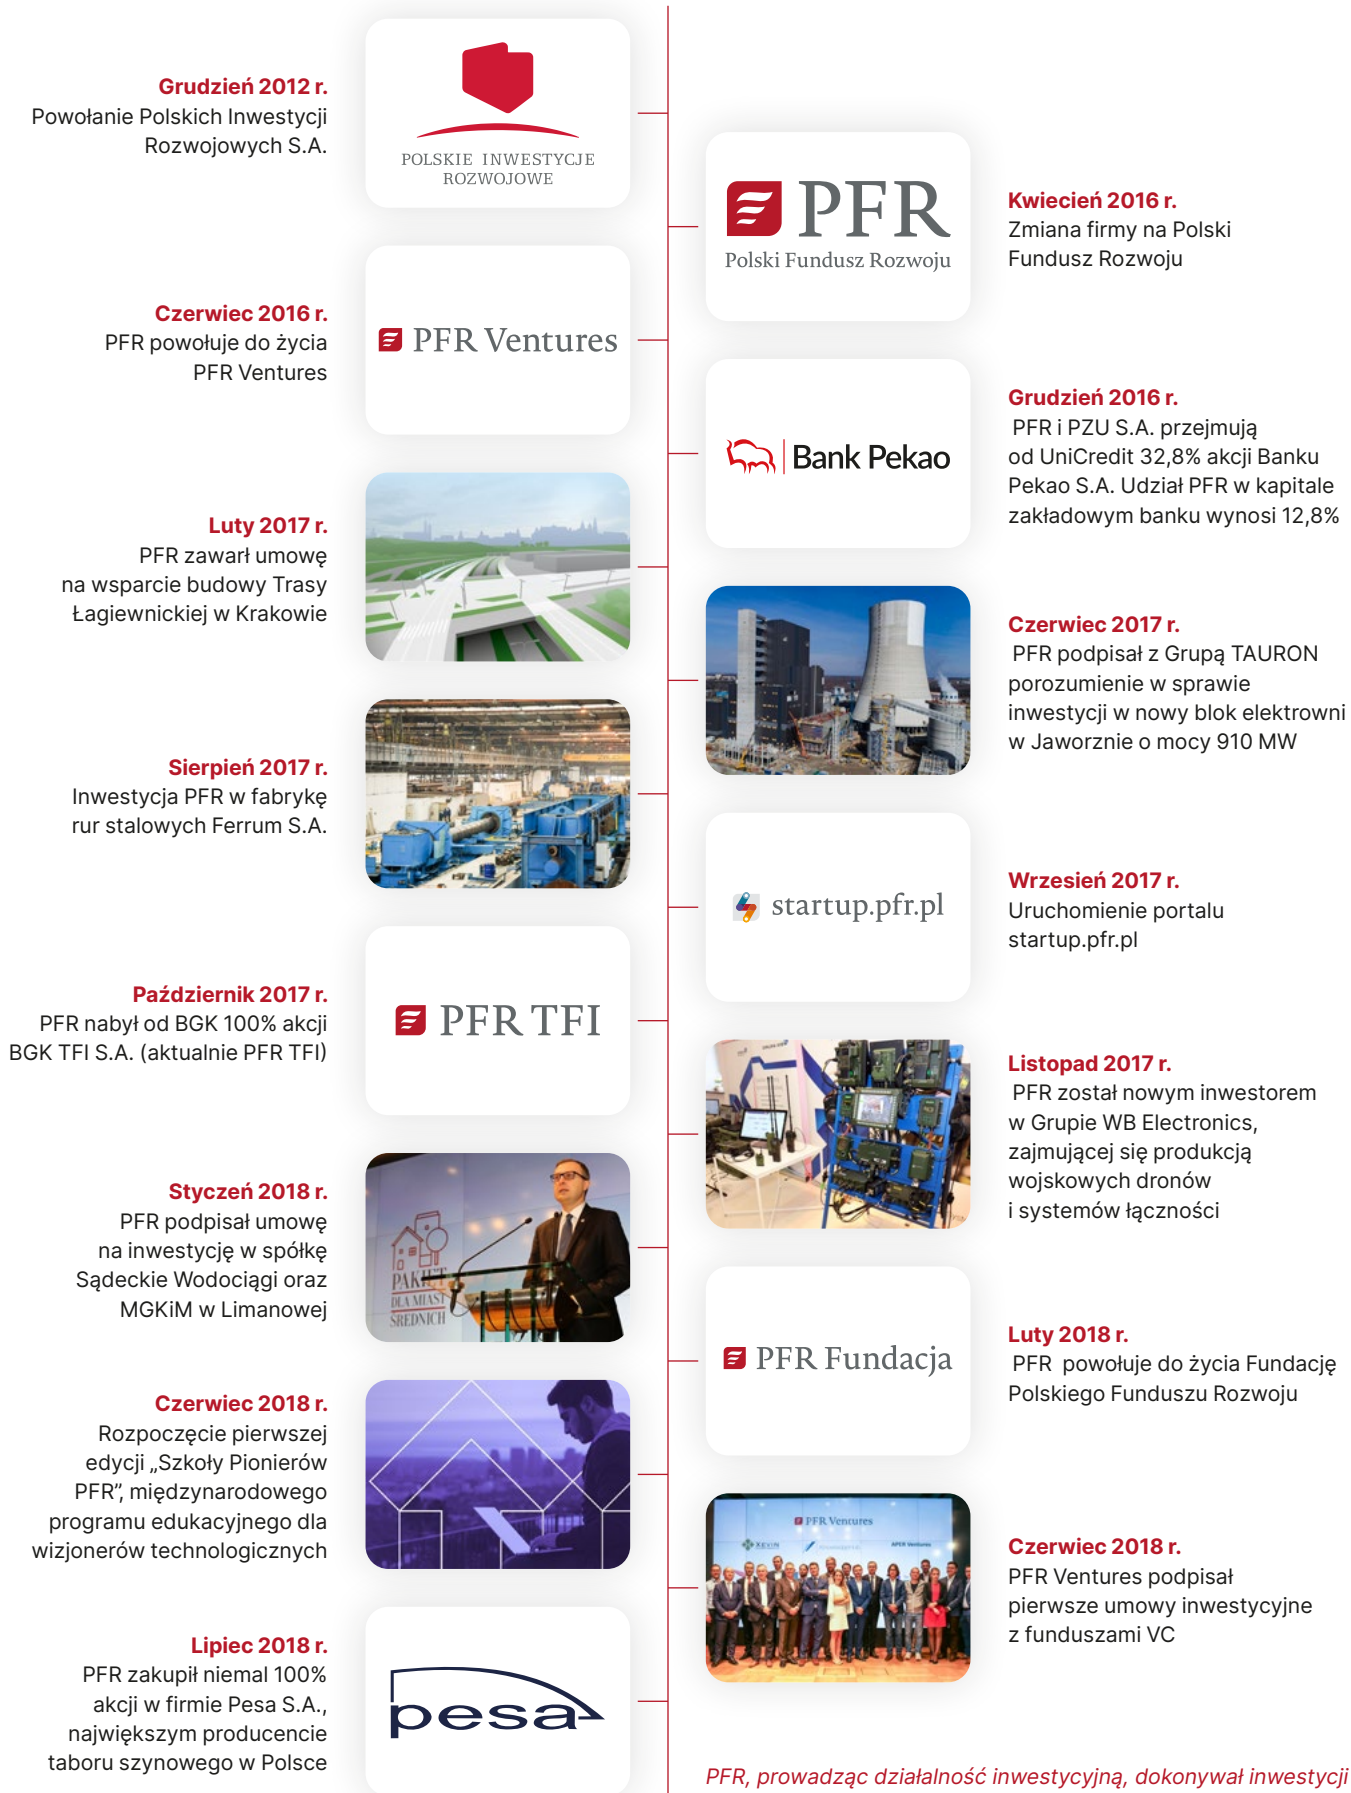 Grudzień 2012 r.
Powołanie Polskich Inwestycji
Rozwojowych S.A.
POLSKIE INWESTYCJE
ROZWOJOWE
PFR
Polski Fundusz Rozwoju
Kwiecień 2016 r.
Zmiana firmy na Polski
Fundusz Rozwoju
Czerwiec 2016 r.
PFR powołuje do życia
PFR Ventures
PFR Ventures
Bank Pekao
Grudzień 2016 r.
PFR i PZU S.A. przejmują
od UniCredit 32,8% akcji Banku
Pekao S.A. Udział PFR w kapitale
zakładowym banku wynosi 12,8%
Luty 2017 r.
PFR zawarł umowę
na wsparcie budowy Trasy
Łagiewnickiej w Krakowie
Czerwiec 2017 r.
PFR podpisał z Grupą TAURON
porozumienie w sprawie
inwestycji w nowy blok elektrowni
w Jaworznie o mocy 910 MW
Sierpień 2017 r.
Inwestycja PFR w fabrykę
rur stalowych Ferrum S.A.
startup.pfr.pl
Wrzesień 2017 r.
Uruchomienie portalu
startup.pfr.pl
Październik 2017 r.
PFR nabył od BGK 100% akcji
BGK TFI S.A. (aktualnie PFR TFI)
PFR TFI
Listopad 2017 r.
PFR został nowym inwestorem
w Grupie WB Electronics,
zajmującej się produkcją
wojskowych dronów
i systemów łączności
Styczeń 2018 r.
PFR podpisał umowę
na inwestycję w spółkę
Sądeckie Wodociągi oraz
MGKiM w Limanowej
PAKIET
DLA MIAST
ŚREDNICH
PFR Fundacja
Luty 2018 r.
PFR powołuje do życia Fundację
Polskiego Funduszu Rozwoju
Czerwiec 2018 r.
Rozpoczęcie pierwszej
edycji „Szkoły Pionierów
PFR”, międzynarodowego
programu edukacyjnego dla
wizjonerów technologicznych
PFR Ventures
XEVIN
APER Ventures
Czerwiec 2018 r.
PFR Ventures podpisał
pierwsze umowy inwestycyjne
z funduszami VC
Lipiec 2018 r.
PFR zakupił niemal 100%
akcji w firmie Pesa S.A.,
największym producencie
taboru szynowego w Polsce
pesa
PFR, prowadząc działalność inwestycyjną, dokonywał inwestycji